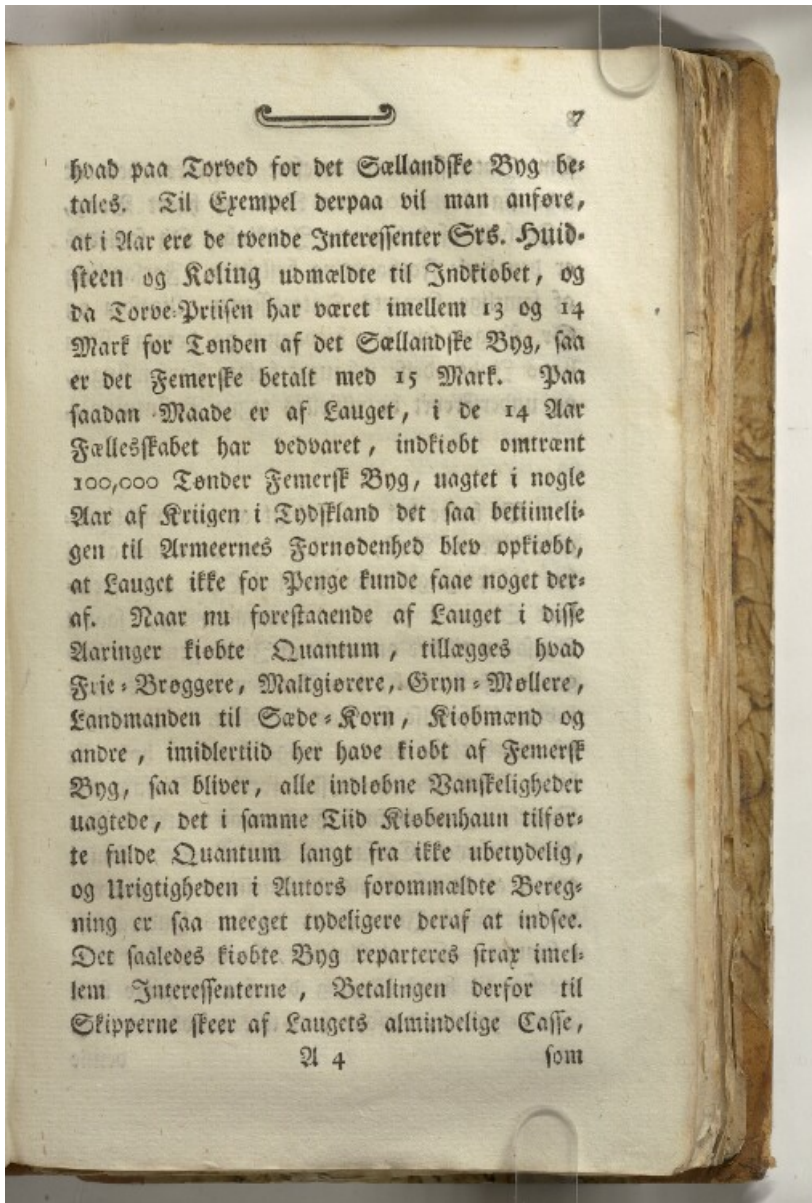 7
hvad paa Torved for det Sællandske Byg be-
tales. Til Exempel derpaa vil man anføre,
at i Aar ere de tvende Interessenter Srs. Huid-
steen og Koling udmældte til Indkiøbet, og
da Torve-Priisen har været imellem 13 og 14
Mark for Tønden af det Sællandske Byg, saa
er det Femerske betalt med 15 Mark. Paa
saadan Maade er af Lauget, i de 14 Aar
Fællesskabet har vedvaret, indkiøbt omtrænt
100,000 Tønder Femersk Byg, uagtet i nogle
Aar af Kriigen i Tydskland det saa betiimeli-
gen til Armeernes Fornødenhed blev opkiøbt,
at Lauget ikke for Penge kunde faae noget der-
af. Naar nu forestaaende af Lauget i disse
Aaringer kiøbte Quantum, tillægges hvad
Frie-Bryggere, Maltgiørere, Gryn-Møllere,
Landmanden til Sæde-Korn, Kiøbmænd og
andre, imidlertiid her have kiøbt af Femersk
Byg, saa bliver, alle indløbne Vanskeligheder
uagtede, det i samme Tiid Kiøbenhaun tilfør-
te fulde Quantum langt fra ikke ubetydelig,
og Urigtigheden i Autors forommældte Bereg-
ning er saa meeget tydeligere deraf at indsee.
Det saaledes kiøbte Byg reparteres strax imel-
lem Interessenterne, Betalingen derfor til
Skipperne skeer af Laugets almindelige Casse,
A 4 som